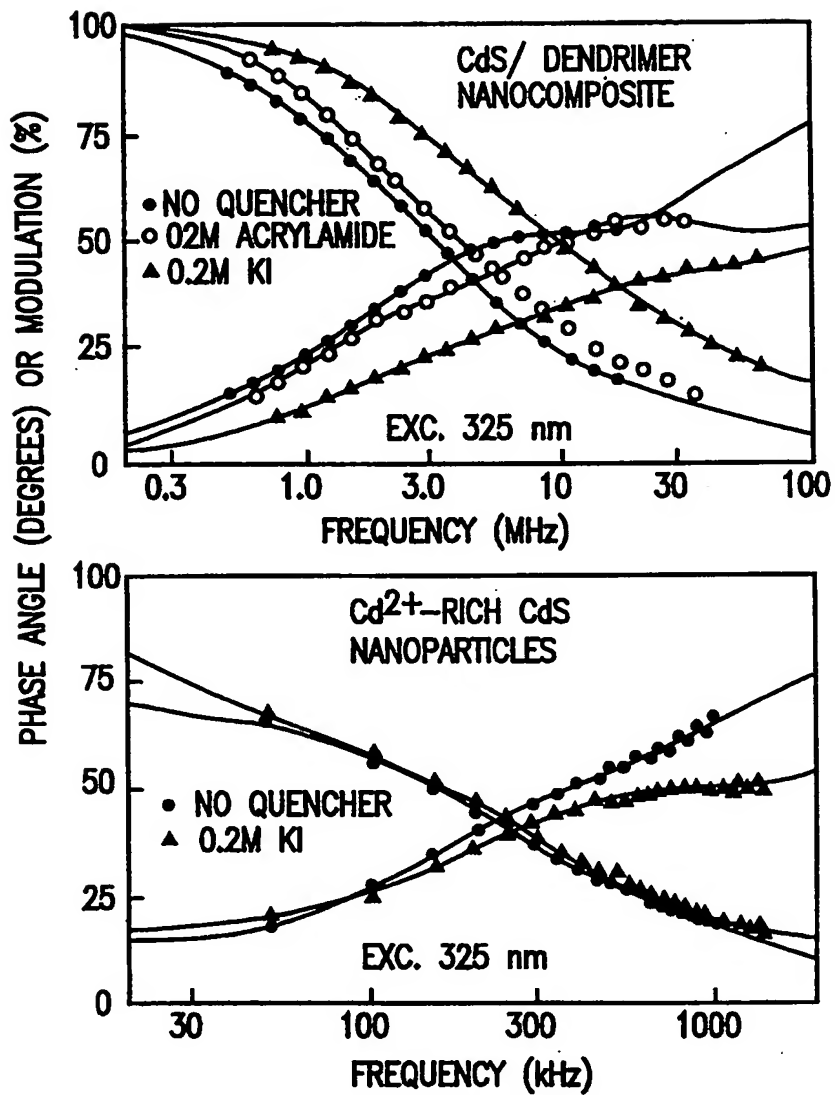 PHASE ANGLE (DEGREES) OR MODULATION (%)
100
75
50
25
0
CdS/ DENDRIMER
NANOCOMPOSITE
NO QUENCHER
02M ACRYLAMIDE
0.2M KI
EXC. 325 nm
0.3 1.0 3.0 10 30 100
FREQUENCY (MHz)
100
75
50
25
0
Cd2+-RICH CdS
NANOPARTICLES
NO QUENCHER
0.2M KI
EXC. 325 nm
30 100 300 1000
FREQUENCY (kHz)